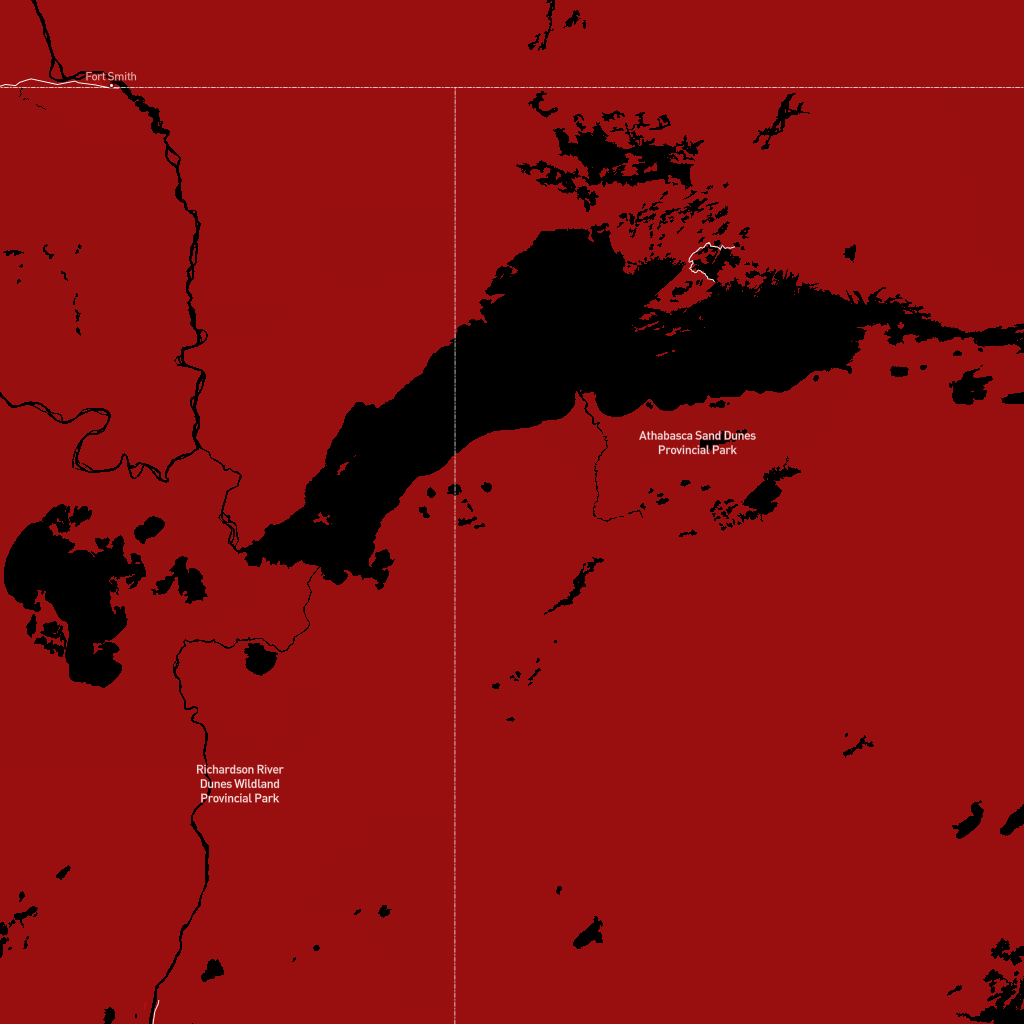 Fort Smith
Athabasca Sand Dunes
Provincial Park
Richardson River
Dunes Wildland
Provincial Park